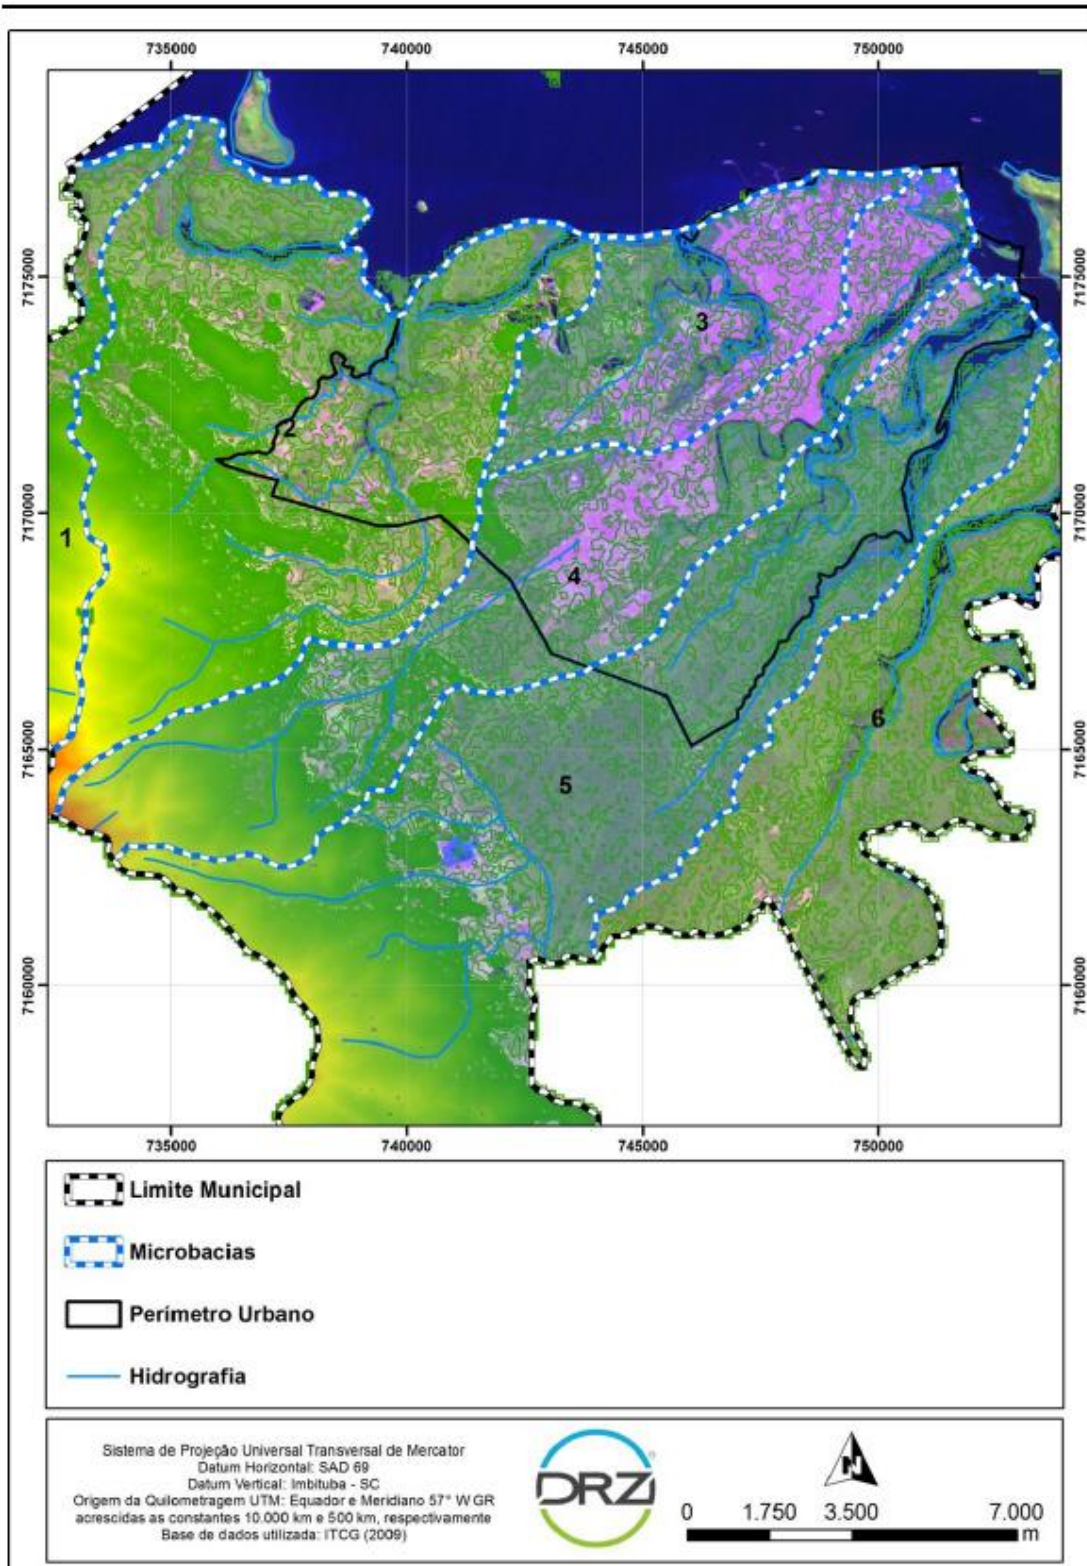 735000 740000 745000 750000
7175000 7175000
3
2
7170000 7170000
1
4
6
7165000 7165000
5
7160000 7160000
735000 740000 745000 750000
Limite Municipal
Microbacias
Perímetro Urbano
Hidrografia
Sistema de Projeção Universal Transversal de Mercator
Datum Horizontal: SAD 69
Datum Vertical: Imbituba - SC
Origem da Quilometragem UTM: Equador e Meridiano 57° W GR
acrescidas as constantes 10.000 km e 500 km, respectivamente
Base de dados utilizada: ITCG (2009)
DRZ®
N
0 1.750 3.500 7.000
m